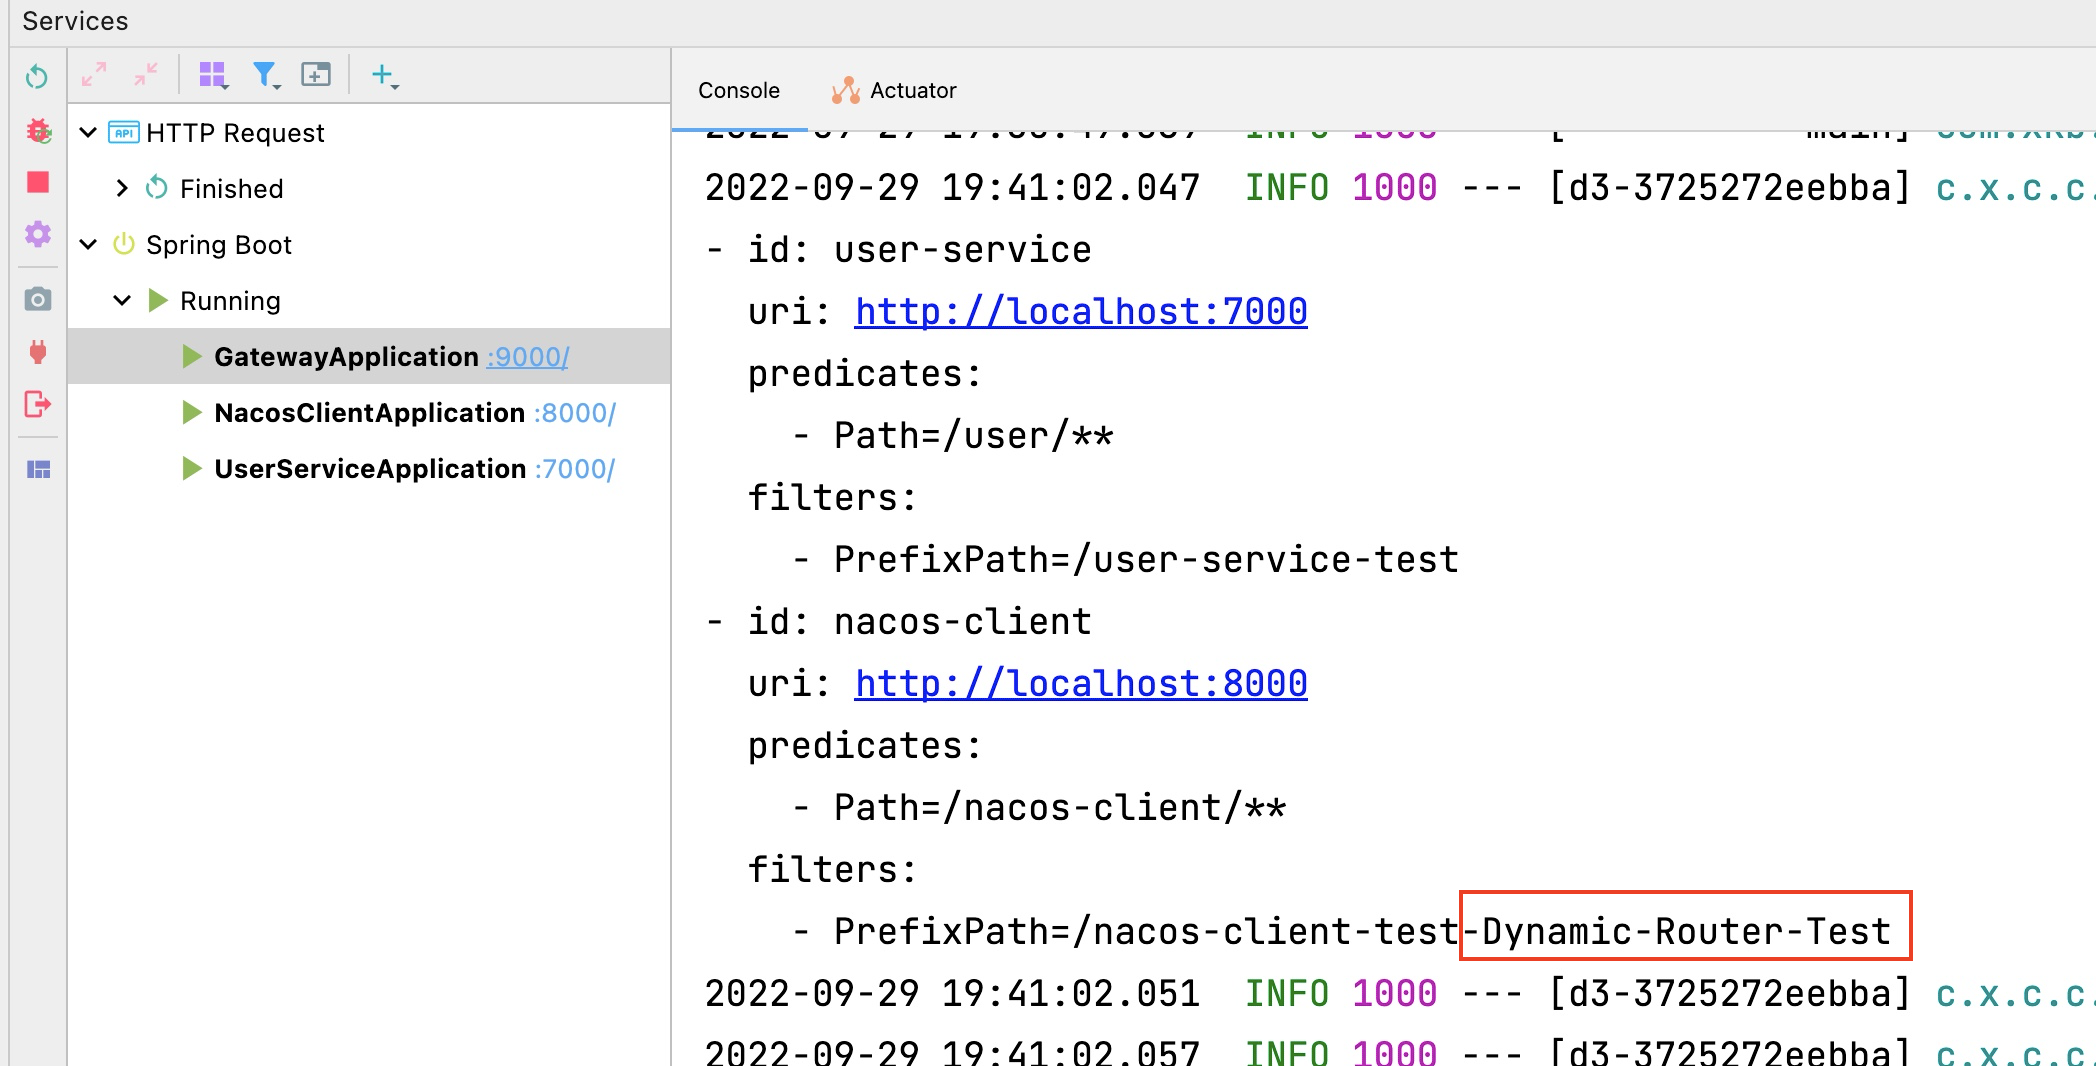 Services
HTTP Request
Finished
Spring Boot
Running
GatewayApplication :9000/
NacosClientApplication :8000/
UserServiceApplication :7000/
Console Actuator
INFO 1000 [ main]
2022-09-29 19:41:02.047 INFO 1000 --- [d3-3725272eebba] c.x.c.c.
- id: user-service
uri: http://localhost:7000
predicates:
- Path=/user/**
filters:
- PrefixPath=/user-service-test
- id: nacos-client
uri: http://localhost:8000
predicates:
- Path=/nacos-client/**
filters:
- PrefixPath=/nacos-client-test-Dynamic-Router-Test
2022-09-29 19:41:02.051 INFO 1000 --- [d3-3725272eebba] c.x.c.c.
2022-09-29 19:41:02.057 INFO 1000 --- [d3-3725272eebba] c.x.c.c.